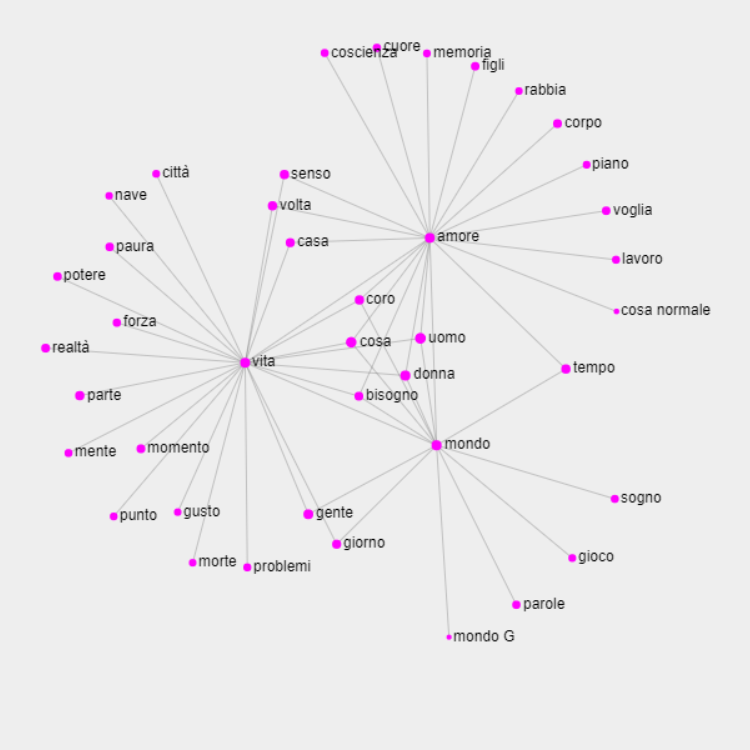 cuore
coscienza
memoria
figli
rabbia
corpo
piano
città
senso
nave
volta
voglia
amore
casa
paura
lavoro
potere
coro
cosa normale
forza
uomo
cosa
realtà
vita
tempo
donna
parte
bisogno
mondo
momento
mente
sogno
gusto
gente
punto
giorno
gioco
morte
problemi
parole
mondo G